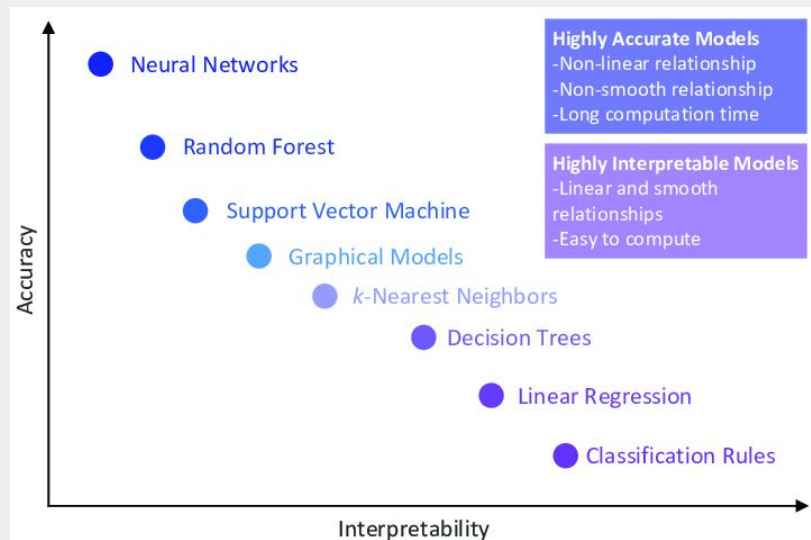 Highly Accurate Models
-Non-linear relationship
-Non-smooth relationship
-Long computation time
Highly Interpretable Models
-Linear and smooth
relationships
-Easy to compute
Neural Networks
Random Forest
Support Vector Machine
Graphical Models
k-Nearest Neighbors
Decision Trees
Linear Regression
Classification Rules
Accuracy
Interpretability